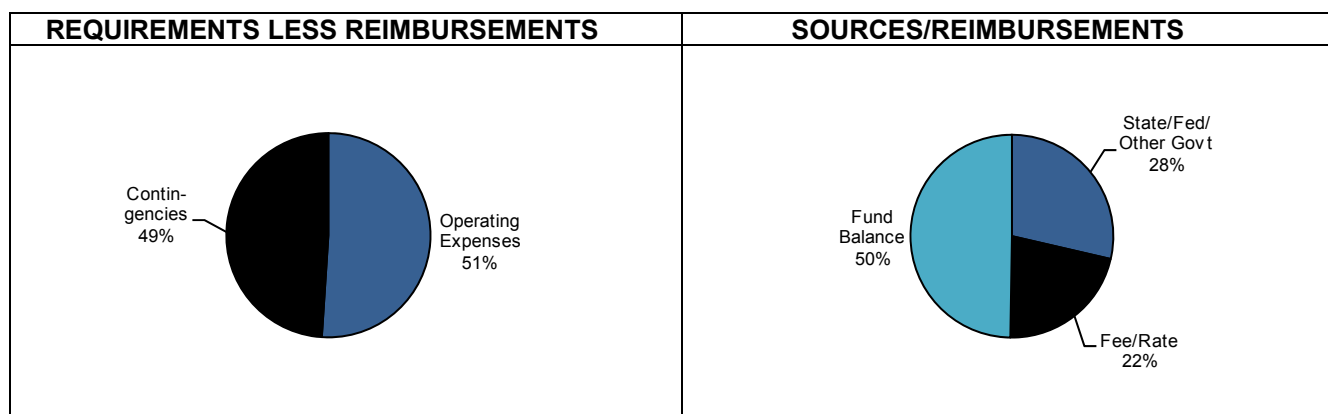 REQUIREMENTS LESS REIMBURSEMENTS
SOURCES/REIMBURSEMENTS
Contin-
gencies
49%
Operating
Expenses
51%
State/Fed/
Other Govt
28%
Fund
Balance
50%
Fee/Rate
22%